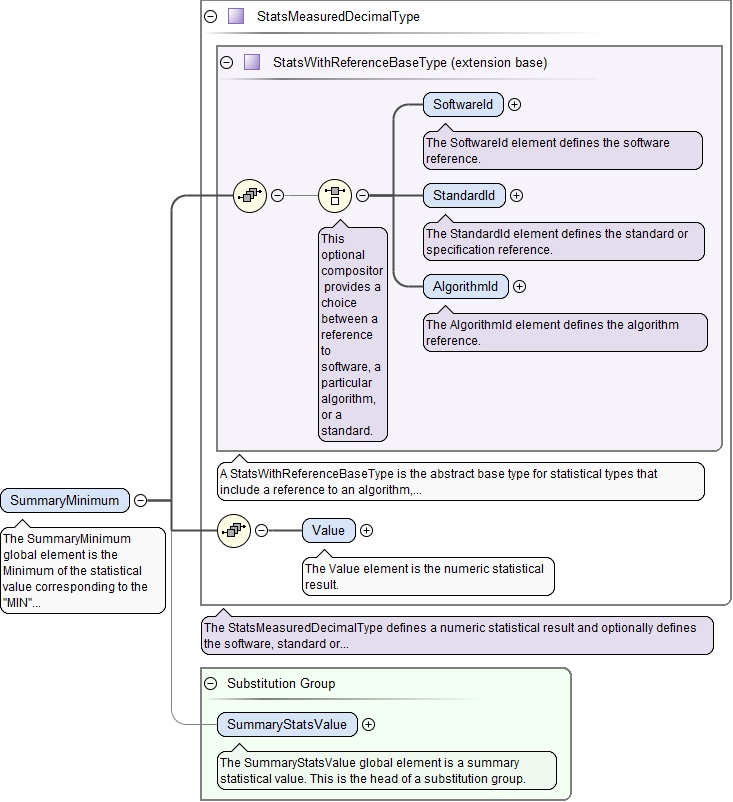 StatsMeasuredDecimalType
StatsWithReferenceBaseType (extension base)
SoftwareId
The SoftwareId element defines the software
reference.
StandardId
The StandardId element defines the standard or
specification reference.
AlgorithmId
The AlgorithmId element defines the algorithm
reference.
This
optional
compositor
provides a
choice
between a
reference
to
software, a
particular
algorithm,
or a
standard.
A StatsWithReferenceBaseType is the abstract base type for statistical types that
include a reference to an algorithm,...
SummaryMinimum
The SummaryMinimum
global element is the
Minimum of the statistical
value corresponding to the
"MIN"...
Value
The Value element is the numeric statistical
result.
The StatsMeasuredDecimalType defines a numeric statistical result and optionally defines
the software, standard or...
Substitution Group
SummaryStatsValue
The SummaryStatsValue global element is a summary
statistical value. This is the head of a substitution group.